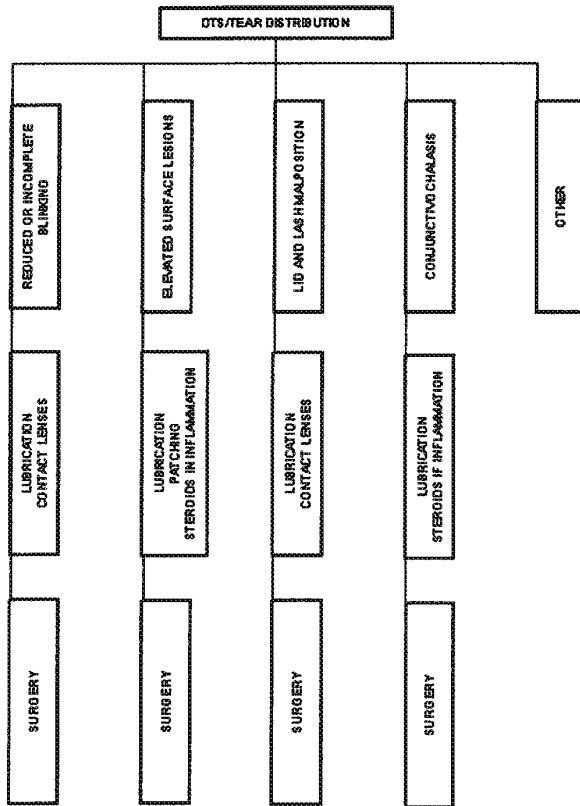 DTS/TEAR DISTRIBUTION
REDUCED OR INCOMPLETE
BLINKING
ELEVATED SURFACE LESIONS
LID AND LASH MALPOSITION
CONJUNCTIVOCHALASIS
OTHER
LUBRICATION
CONTACT LENSES
LUBRICATION
PATCHING
STEROIDS IN INFLAMMATION
LUBRICATION
CONTACT LENSES
LUBRICATION
STEROIDS IF INFLAMMATION
SURGERY
SURGERY
SURGERY
SURGERY